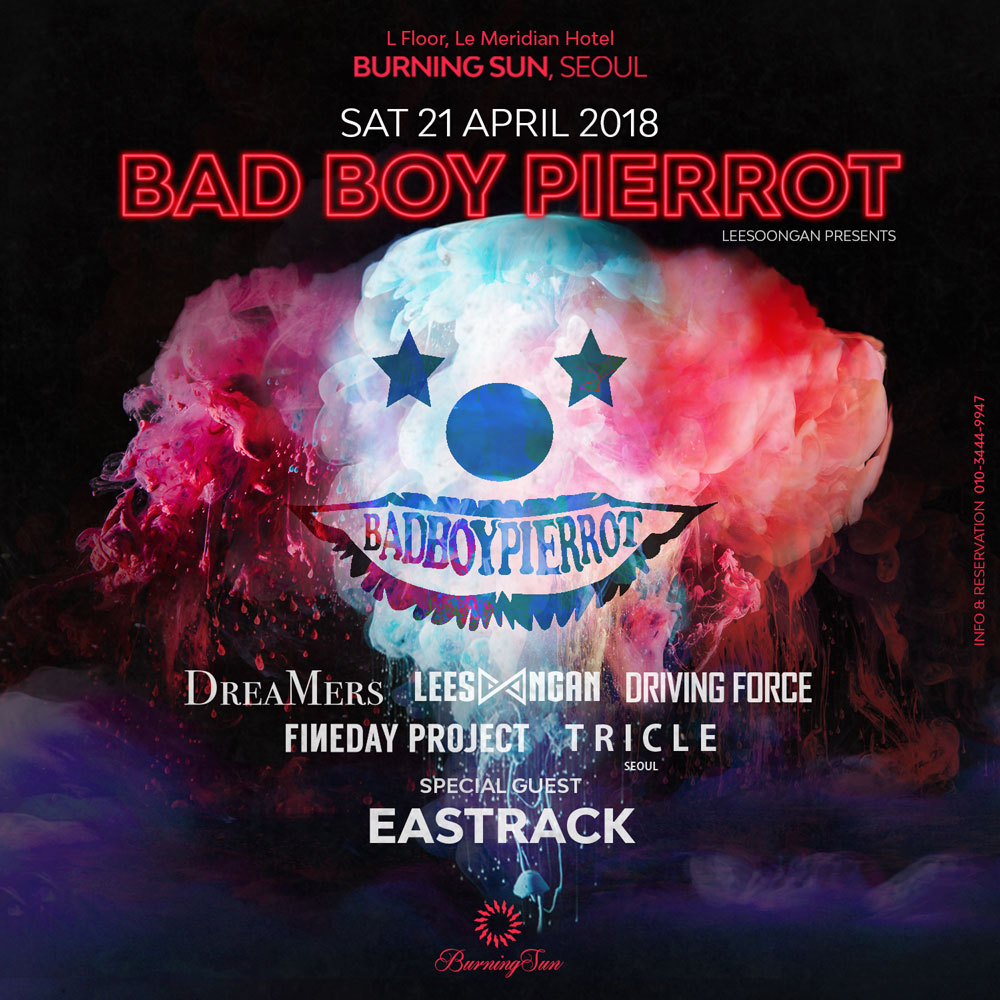 L Floor, Le Meridian Hotel
BURNING SUN, SEOUL
SAT 21 APRIL 2018
BAD BOY PIERROT
LEESOONGAN PRESENTS
BADBOYPIERROT
INFO & RESERVATION 010-3444-9947
DREAMERS LEESOONGAN DRIVING FORCE
FINEDAY PROJECT TRICLE
SEOUL
SPECIAL GUEST
EASTRACK
BurningSun